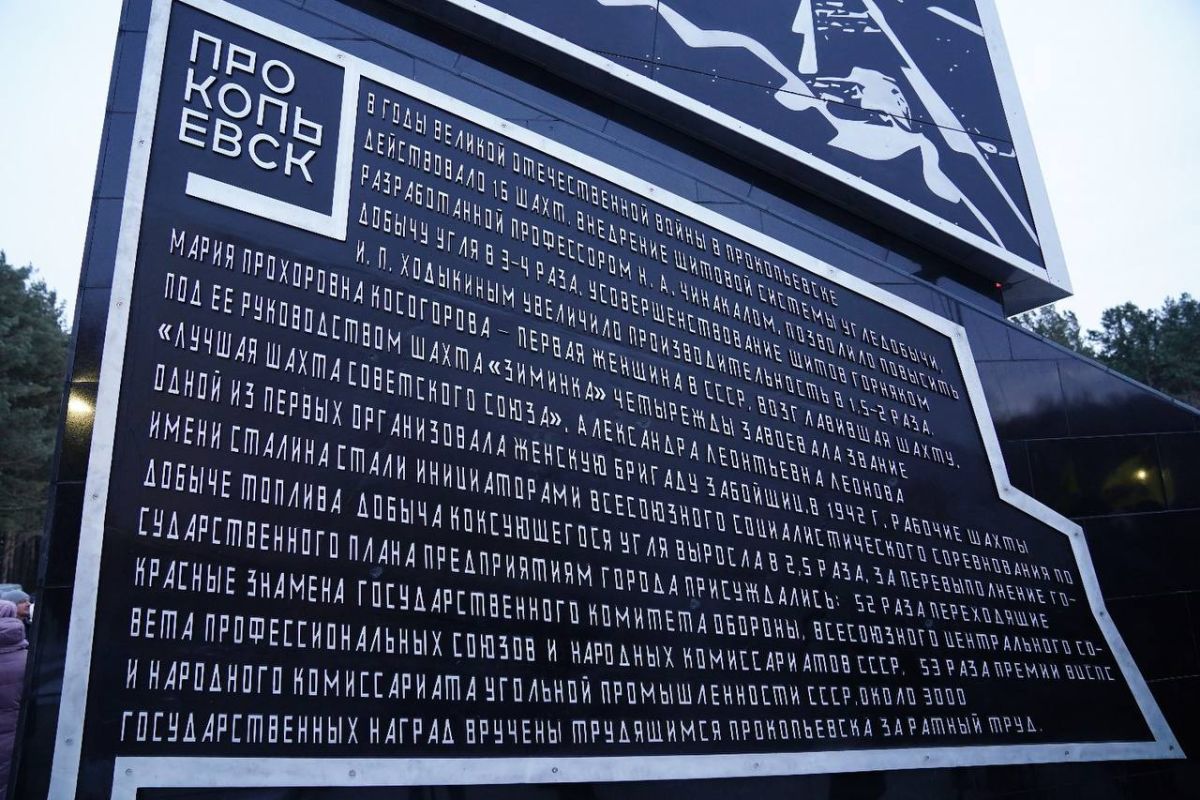 ПРО
КОПЬ
ЕВСК
В ГОДЫ ВЕЛИКОЙ ОТЕЧЕСТВЕННОЙ ВОЙНЫ В ПРОКОПЬЕВСКЕ
ДЕЙСТВОВАЛО 16 ШАХТ. ВНЕДРЕНИЕ ЩИТОВОЙ СИСТЕМЫ УГЛЕДОБЫЧИ,
РАЗРАБОТАННОЙ ПРОФЕССОРОМ Н. А. ЧИНАКАЛОМ, ПОЗВОЛИЛО ПОВЫСИТЬ
ДОБЫЧУ УГЛЯ В 3-4 РАЗА. УСОВЕРШЕНСТВОВАНИЕ ЩИТОВ ГОРНЯКОМ
И. П. ХОДЫКИНЫМ УВЕЛИЧИЛО ПРОИЗВОДИТЕЛЬНОСТЬ В 1,5-2 РАЗА.
МАРИЯ ПРОХОРОВНА КОСОГОРОВА – ПЕРВАЯ ЖЕНЩИНА В СССР, ВОЗГЛАВИВШАЯ ШАХТУ.
ПОД ЕЕ РУКОВОДСТВОМ ШАХТА «ЗИМИНКА» ЧЕТЫРЕЖДЫ ЗАВОЕВАЛА ЗВАНИЕ
«ЛУЧШАЯ ШАХТА СОВЕТСКОГО СОЮЗА». АЛЕКСАНДРА ЛЕОНТЬЕВНА ЛЕОНОВА
ОДНОЙ ИЗ ПЕРВЫХ ОРГАНИЗОВАЛА ЖЕНСКУЮ БРИГАДУ ЗАБОЙЩИЦ.В 1942 Г. РАБОЧИЕ ШАХТЫ
ИМЕНИ СТАЛИНА СТАЛИ ИНИЦИАТОРАМИ ВСЕСОЮЗНОГО СОЦИАЛИСТИЧЕСКОГО СОРЕВНОВАНИЯ ПО
ДОБЫЧЕ ТОПЛИВА ДОБЫЧА КОКСУЮЩЕГОСЯ УГЛЯ ВЫРОСЛА В 2,5 РАЗА. ЗА ПЕРЕВЫПОЛНЕНИЕ ГО-
СУДАРСТВЕННОГО ПЛАНА ПРЕДПРИЯТИЯМ ГОРОДА ПРИСУЖДАЛИСЬ: 52 РАЗА ПЕРЕХОДЯЩИЕ
КРАСНЫЕ ЗНАМЕНА ГОСУДАРСТВЕННОГО КОМИТЕТА ОБОРОНЫ, ВСЕСОЮЗНОГО ЦЕНТРАЛЬНОГО СО-
ВЕТА ПРОФЕССИОНАЛЬНЫХ СОЮЗОВ И НАРОДНЫХ КОМИССАРИАТОВ СССР, 53 РАЗА ПРЕМИИ ВЦСПС
И НАРОДНОГО КОМИССАРИАТА УГОЛЬНОЙ ПРОМЫШЛЕННОСТИ СССР.ОКОЛО 3000
ГОСУДАРСТВЕННЫХ НАГРАД ВРУЧЕНЫ ТРУДЯЩИМСЯ ПРОКОПЬЕВСКА ЗА РАТНЫЙ ТРУД.